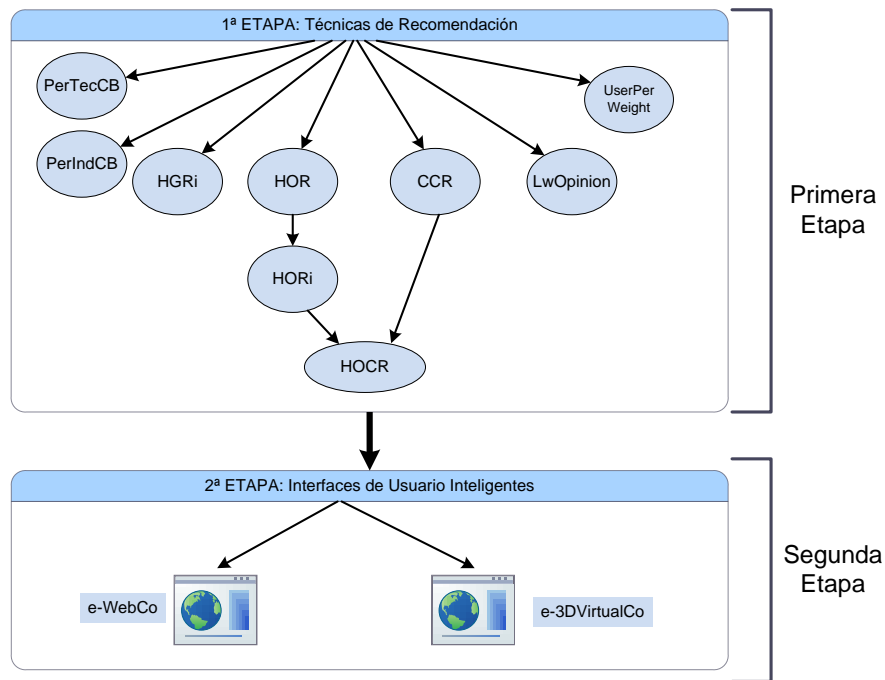 1ª ETAPA: Técnicas de Recomendación
PerTecCB
UserPer
Weight
PerIndCB
HGRi
HOR
CCR
LwOpinion
HORi
HOCR
Primera
Etapa
2ª ETAPA: Interfaces de Usuario Inteligentes
e-WebCo
e-3DVirtualCo
Segunda
Etapa